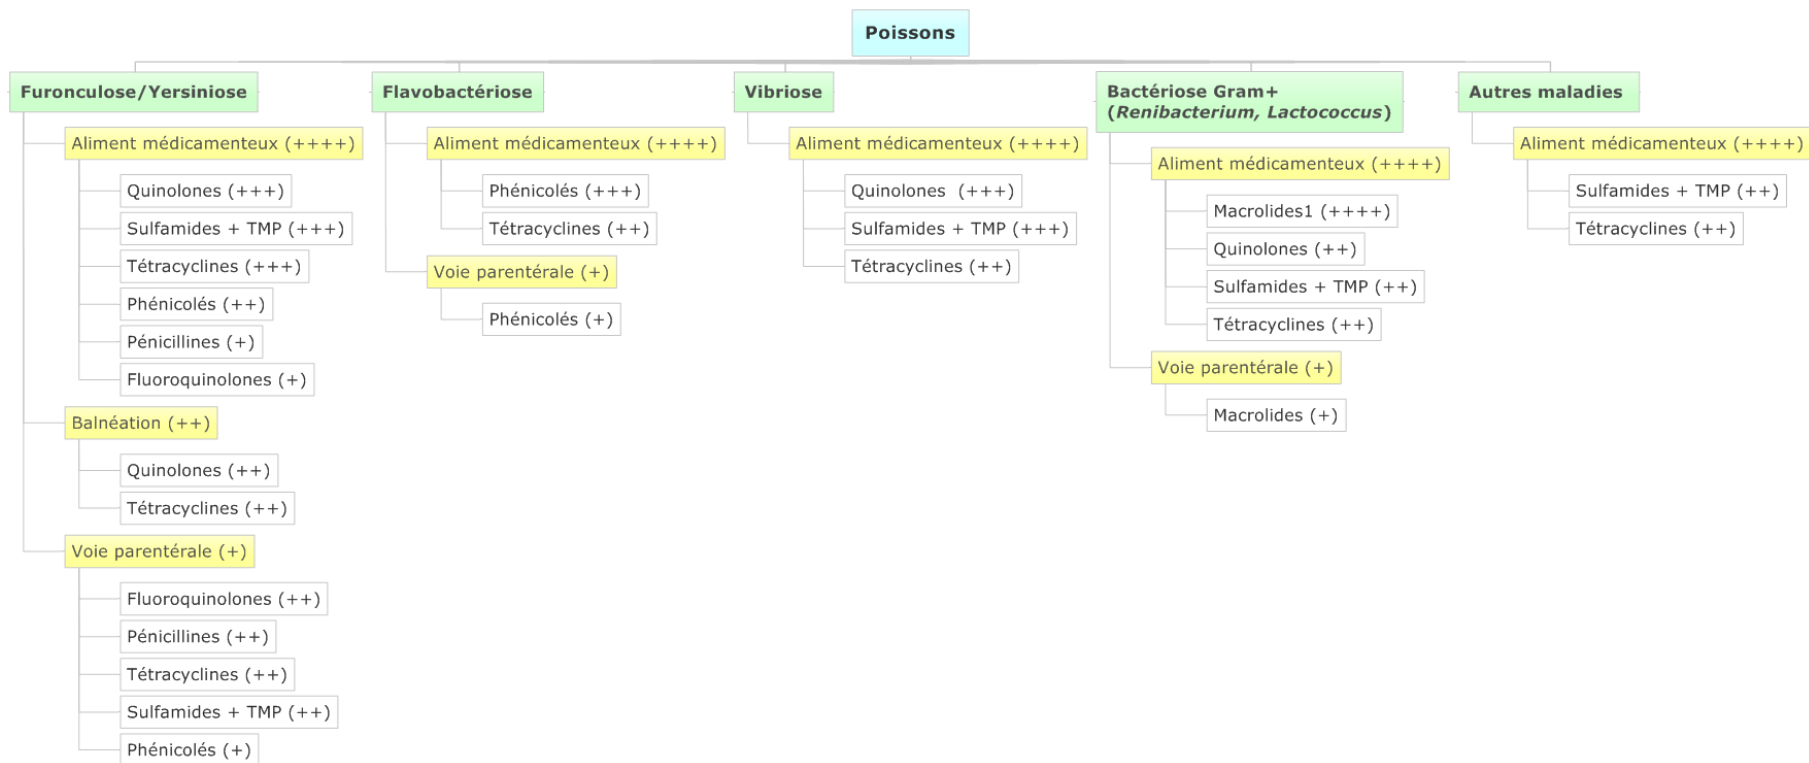 Poissons
Furonculose/Yersiniose
Aliment médicamenteux (++++)
Quinolones (+++)
Sulfamides + TMP (+++)
Tétracyclines (+++)
Phénicolés (++)
Pénicillines (+)
Fluoroquinolones (+)
Balnéation (++)
Quinolones (++)
Tétracyclines (++)
Voie parentérale (+)
Fluoroquinolones (++)
Pénicillines (++)
Tétracyclines (++)
Sulfamides + TMP (++)
Phénicolés (+)
Flavobactériose
Aliment médicamenteux (++++)
Phénicolés (+++)
Tétracyclines (++)
Voie parentérale (+)
Phénicolés (+)
Vibriose
Aliment médicamenteux (++++)
Quinolones (+++)
Sulfamides + TMP (+++)
Tétracyclines (++)
Bactériose Gram+
(Renibacterium, Lactococcus)
Aliment médicamenteux (++++)
Macrolides1 (++++)
Quinolones (++)
Sulfamides + TMP (++)
Tétracyclines (++)
Voie parentérale (+)
Macrolides (+)
Autres maladies
Aliment médicamenteux (++++)
Sulfamides + TMP (++)
Tétracyclines (++)